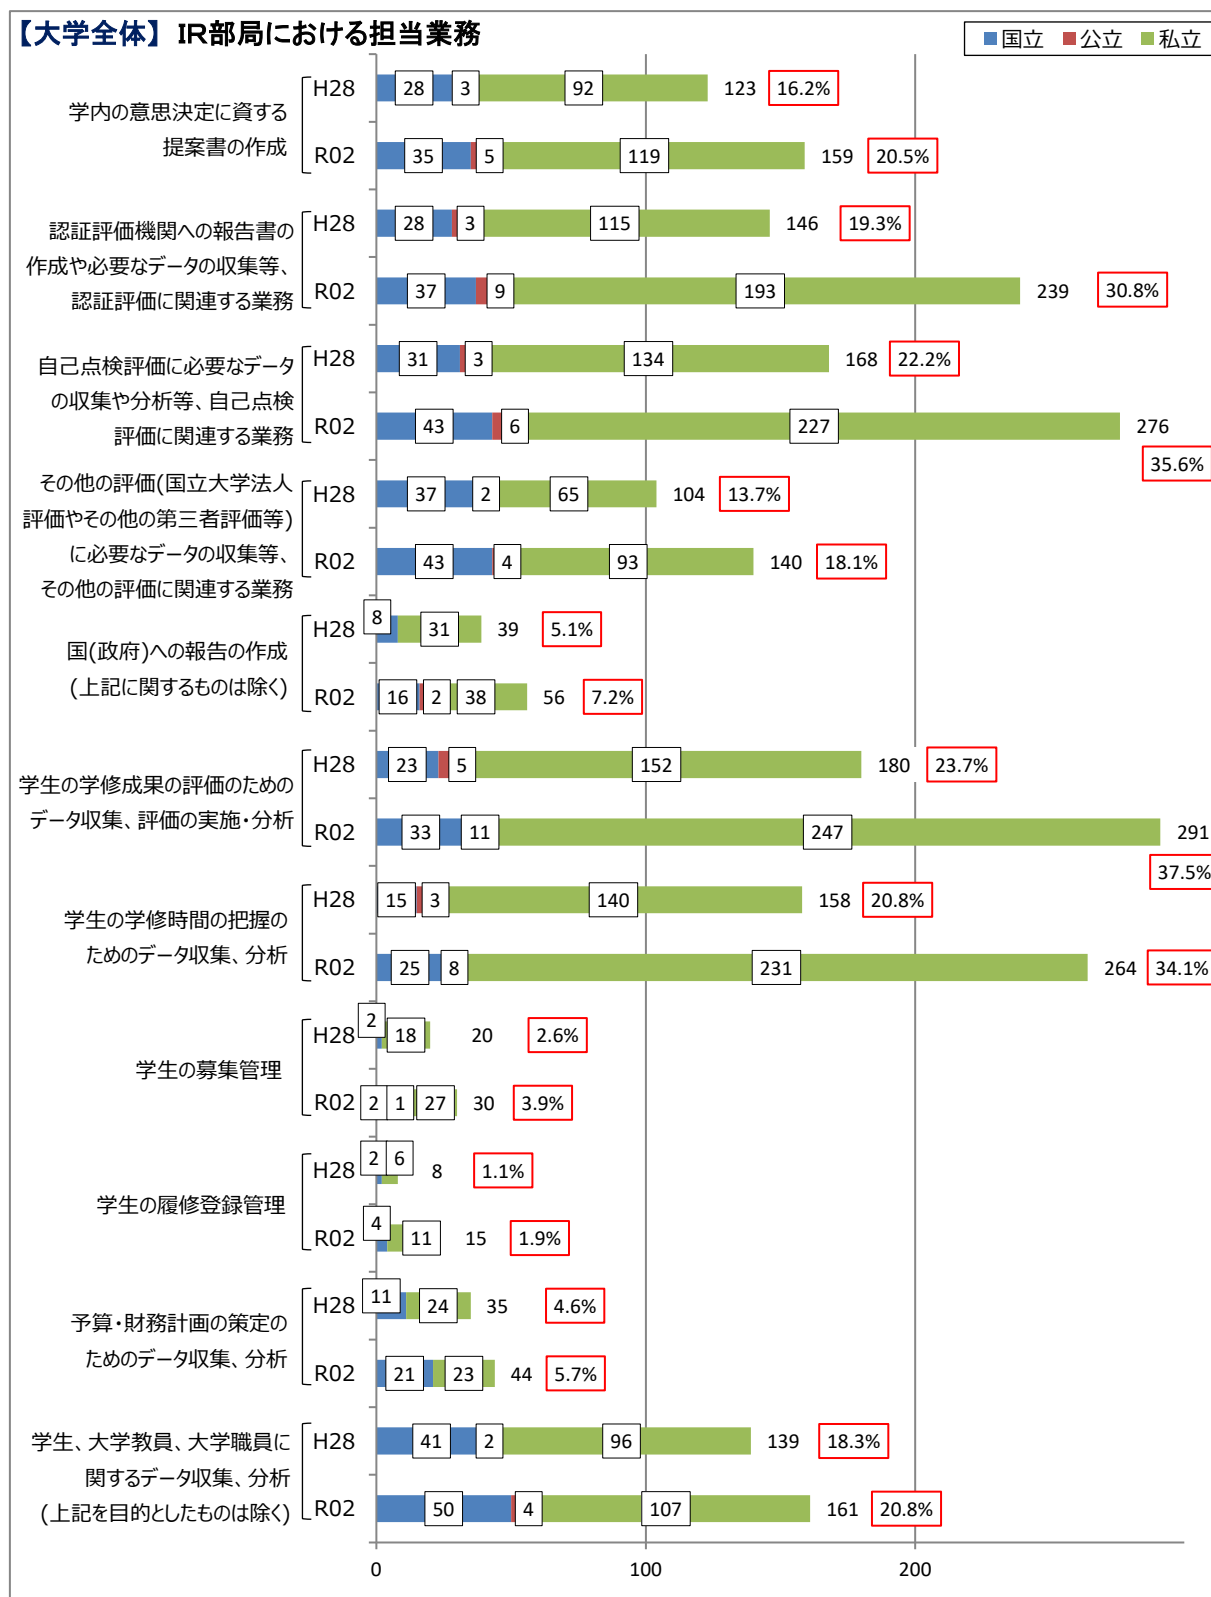 【大学全体】 IR部局における担当業務
国立 公立 私立
学内の意思決定に資する
提案書の作成
H28 28 3 92 123 16.2%
R02 35 5 119 159 20.5%
認証評価機関への報告書の
作成や必要なデータの収集等、
認証評価に関連する業務
H28 28 3 115 146 19.3%
R02 37 9 193 239 30.8%
自己点検評価に必要なデータ
の収集や分析等、自己点検
評価に関連する業務
H28 31 3 134 168 22.2%
R02 43 6 227 276 35.6%
その他の評価(国立大学法人
評価やその他の第三者評価等)
に必要なデータの収集等、
その他の評価に関連する業務
H28 37 2 65 104 13.7%
R02 43 4 93 140 18.1%
国(政府)への報告の作成
(上記に関するものは除く)
H28 8 31 39 5.1%
R02 16 2 38 56 7.2%
学生の学修成果の評価のための
データ収集、評価の実施・分析
H28 23 5 152 180 23.7%
R02 33 11 247 291 37.5%
学生の学修時間の把握の
ためのデータ収集、分析
H28 15 3 140 158 20.8%
R02 25 8 231 264 34.1%
学生の募集管理
H28 2 18 20 2.6%
R02 2 1 27 30 3.9%
学生の履修登録管理
H28 2 6 8 1.1%
R02 4 11 15 1.9%
予算・財務計画の策定の
ためのデータ収集、分析
H28 11 24 35 4.6%
R02 21 23 44 5.7%
学生、大学教員、大学職員に
関するデータ収集、分析
(上記を目的としたものは除く)
H28 41 2 96 139 18.3%
R02 50 4 107 161 20.8%
0 100 200